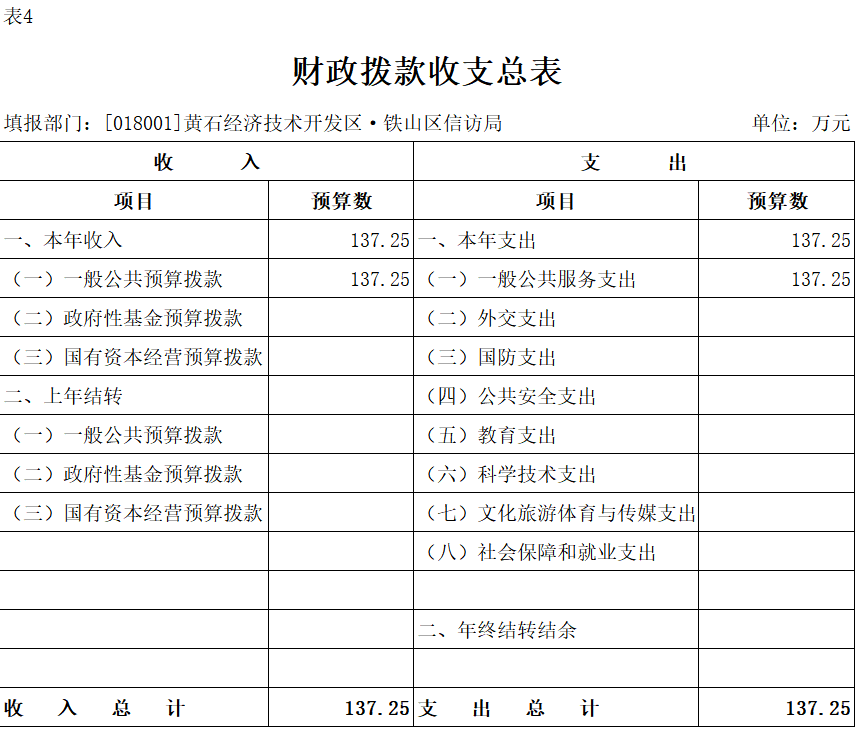 表4
财政拨款收支总表
填报部门：[018001]黄石经济技术开发区·铁山区信访局 单位：万元
收 入 支 出
项目 预算数 项目 预算数
一、本年收入 137.25 一、本年支出 137.25
（一）一般公共预算拨款 137.25 （一）一般公共服务支出 137.25
（二）政府性基金预算拨款 （二）外交支出
（三）国有资本经营预算拨款 （三）国防支出
二、上年结转 （四）公共安全支出
（一）一般公共预算拨款 （五）教育支出
（二）政府性基金预算拨款 （六）科学技术支出
（三）国有资本经营预算拨款 （七）文化旅游体育与传媒支出
（八）社会保障和就业支出
二、年终结转结余
收 入 总 计 137.25 支 出 总 计 137.25